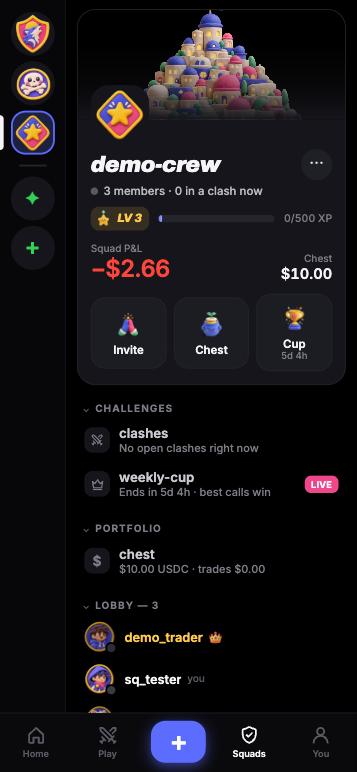 demo-crew
...
3 members · 0 in a clash now
LV 3
0/500 XP
Squad P&L
−$2.66
Chest
$10.00
Invite
Chest
Cup
5d 4h
CHALLENGES
clashes
No open clashes right now
weekly-cup
Ends in 5d 4h · best calls win
LIVE
PORTFOLIO
$
chest
$10.00 USDC · trades $0.00
LOBBY — 3
demo_trader
sq_tester you
Home
Play
+
Squads
You